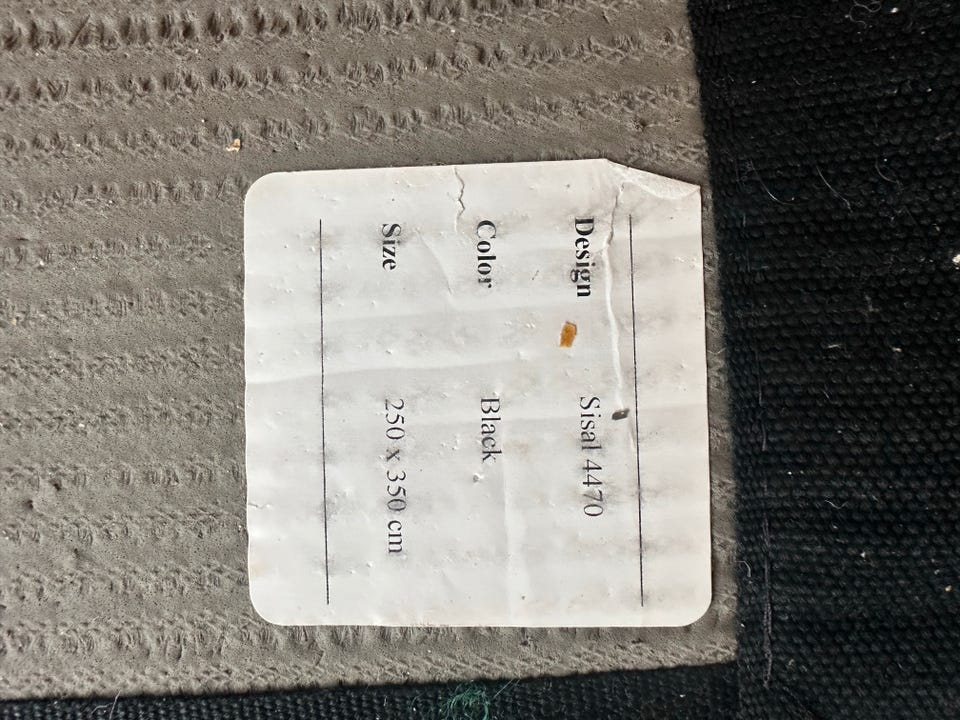 Design Sisal 4470
Color Black
Size 250 x 350 cm